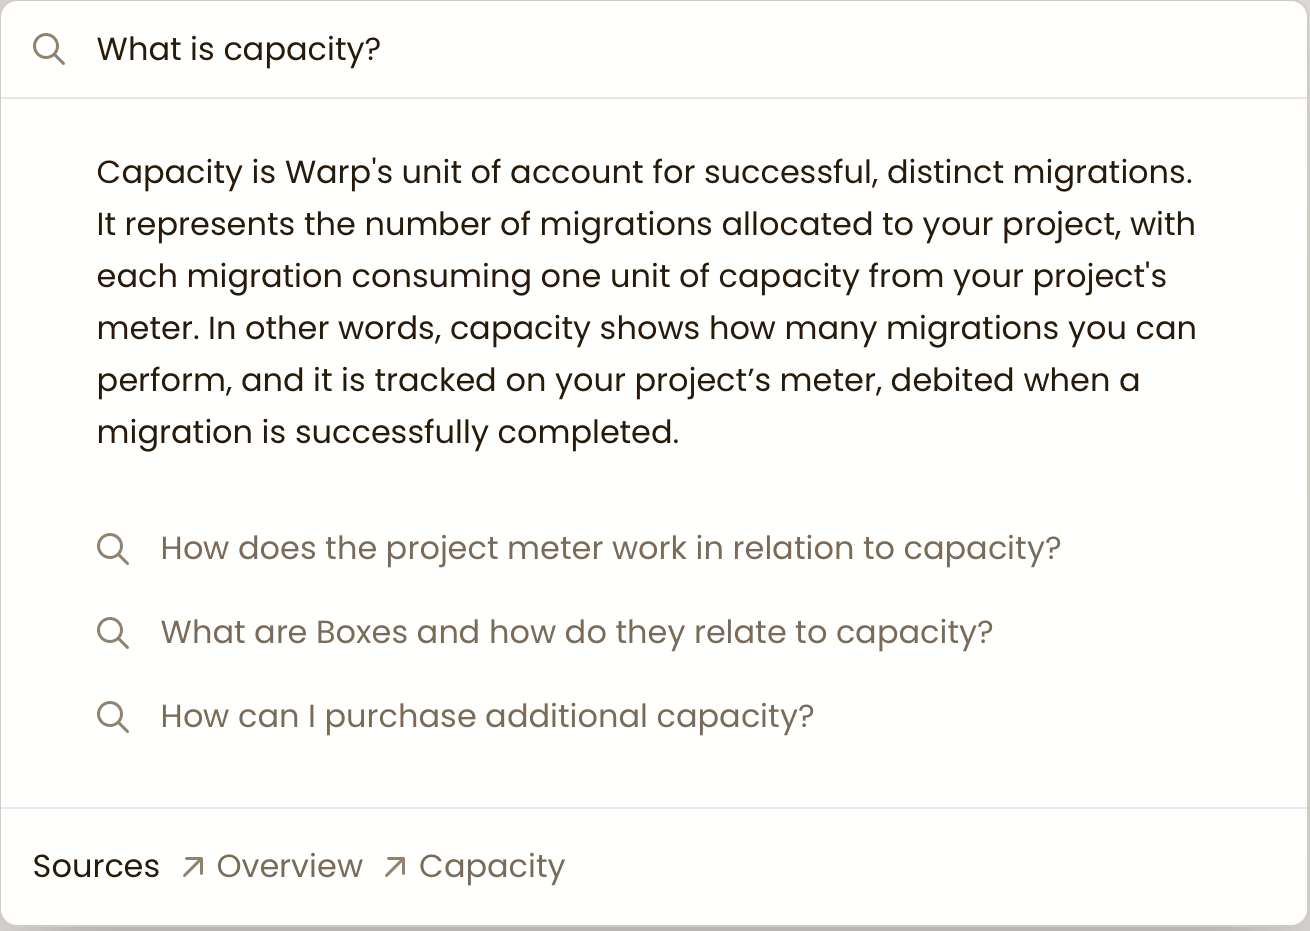 What is capacity?
Capacity is Warp's unit of account for successful, distinct migrations.
It represents the number of migrations allocated to your project, with
each migration consuming one unit of capacity from your project's
meter. In other words, capacity shows how many migrations you can
perform, and it is tracked on your project’s meter, debited when a
migration is successfully completed.
How does the project meter work in relation to capacity?
What are Boxes and how do they relate to capacity?
How can I purchase additional capacity?
Sources Overview Capacity